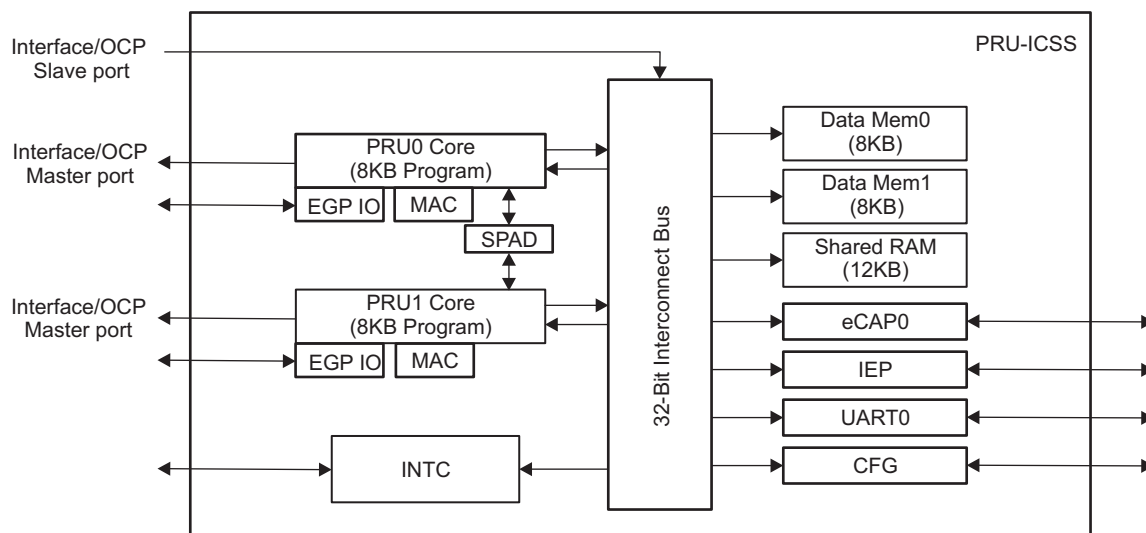 PRU-ICSS
Interface/OCP
Slave port
Interface/OCP
Master port
PRU0 Core
(8KB Program)
EGP IO
MAC
SPAD
Interface/OCP
Master port
PRU1 Core
(8KB Program)
EGP IO
MAC
INTC
32-Bit Interconnect Bus
Data Mem0
(8KB)
Data Mem1
(8KB)
Shared RAM
(12KB)
eCAP0
IEP
UART0
CFG